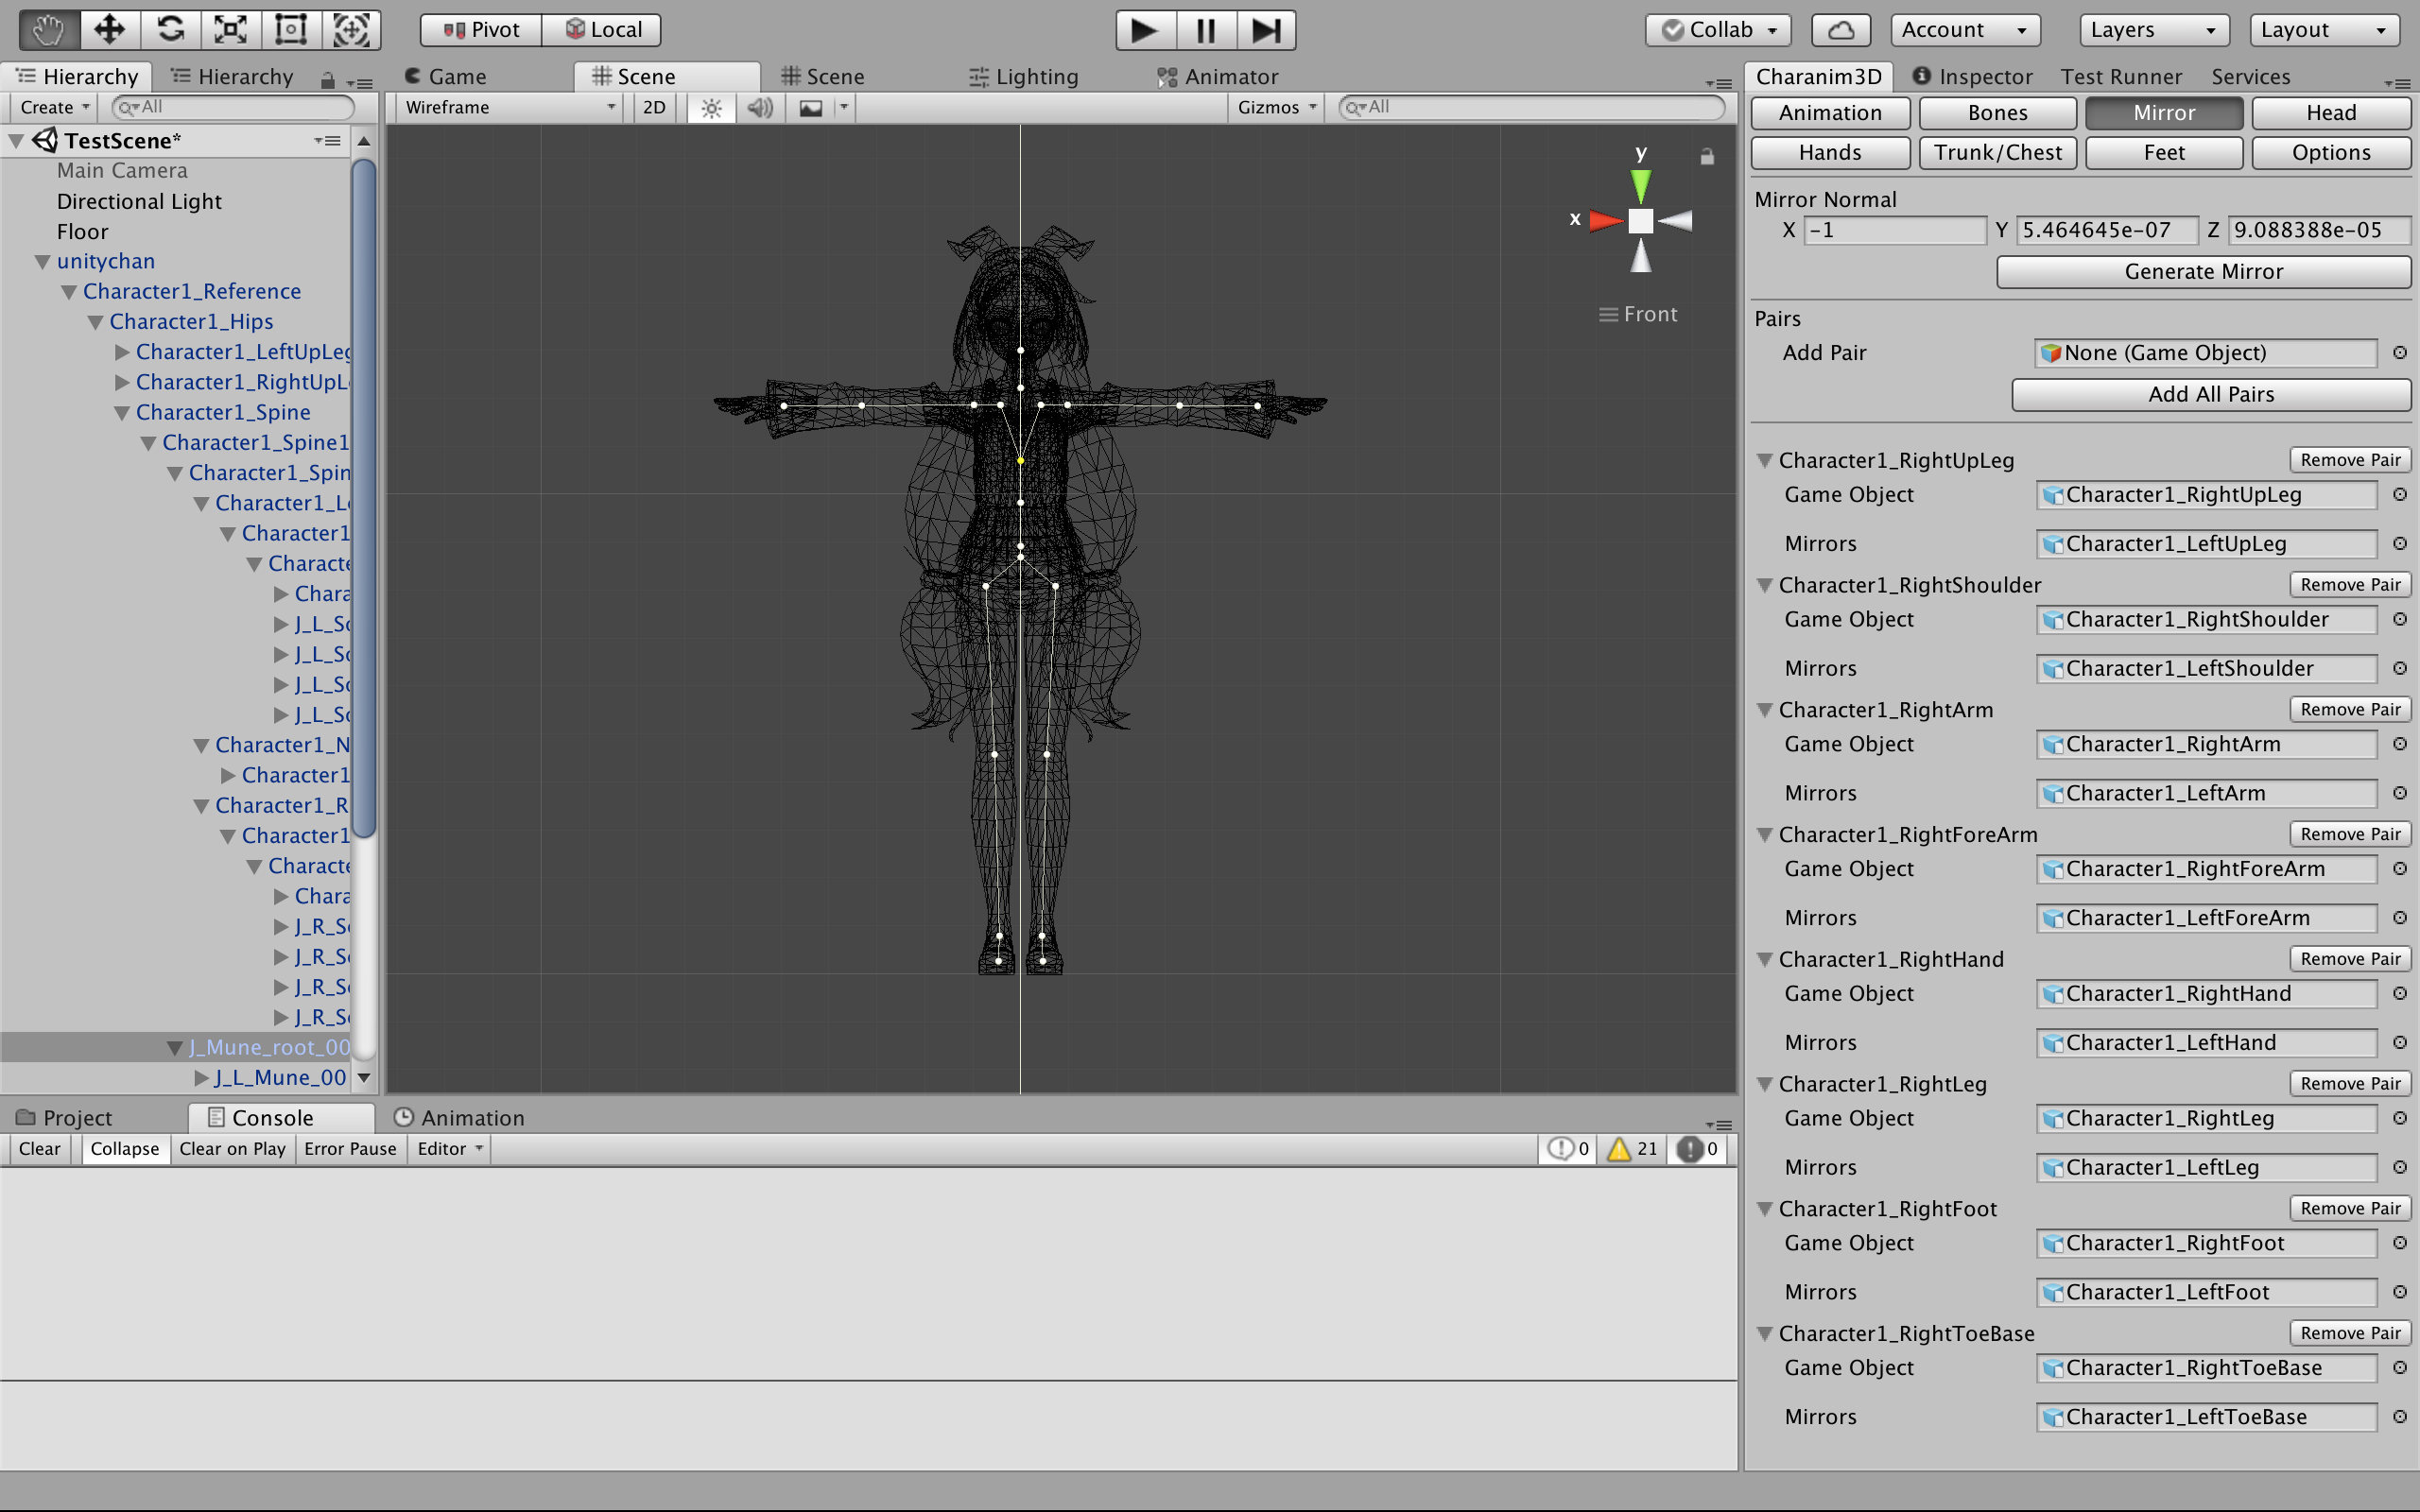 Pivot Local Collab Account Layers Layout
Hierarchy Hierarchy
Create All
TestScene*
Main Camera
Directional Light
Floor
unitychan
Character1_Reference
Character1_Hips
Character1_LeftUpLeg
Character1_RightUpL
Character1_Spine
Character1_Spine1
Character1_Spin
Character1_L
Character1
Characte
Chara
J_L_So
J_L_So
J_L_So
J_L_So
Character1_N
Character1
Character1_R
Character1
Characte
Chara
J_R_S
J_R_S
J_R_S
J_R_S
J_Mune_root_00
J_L_Mune_00
Game Scene Scene Lighting Animator
Wireframe 2D Gizmos All
y
x
Front
Charanim3D Inspector Test Runner Services
Animation Bones Mirror Head
Hands Trunk/Chest Feet Options
Mirror Normal
X -1 Y 5.464645e-07 Z 9.088388e-05
Generate Mirror
Pairs
Add Pair None (Game Object)
Add All Pairs
Character1_RightUpLeg Remove Pair
Game Object Character1_RightUpLeg
Mirrors Character1_LeftUpLeg
Character1_RightShoulder Remove Pair
Game Object Character1_RightShoulder
Mirrors Character1_LeftShoulder
Character1_RightArm Remove Pair
Game Object Character1_RightArm
Mirrors Character1_LeftArm
Character1_RightForeArm Remove Pair
Game Object Character1_RightForeArm
Mirrors Character1_LeftForeArm
Character1_RightHand Remove Pair
Game Object Character1_RightHand
Mirrors Character1_LeftHand
Character1_RightLeg Remove Pair
Game Object Character1_RightLeg
Mirrors Character1_LeftLeg
Character1_RightFoot Remove Pair
Game Object Character1_RightFoot
Mirrors Character1_LeftFoot
Character1_RightToeBase Remove Pair
Game Object Character1_RightToeBase
Mirrors Character1_LeftToeBase
Project Console Animation
Clear Collapse Clear on Play Error Pause Editor 0 21 0